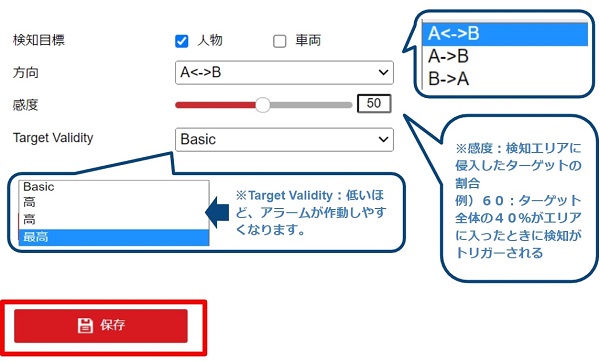 検知目標 人物 車両
方向 A<->B
感度 50
Target Validity Basic
A<->B
A->B
B->A
Basic
高
高
最高
※Target Validity：低いほ
ど、アラームが作動しやす
くなります。
※感度：検知エリアに
侵入したターゲットの
割合
例）６０：ターゲット
全体の４０％がエリア
に入ったときに検知が
トリガーされる
保存